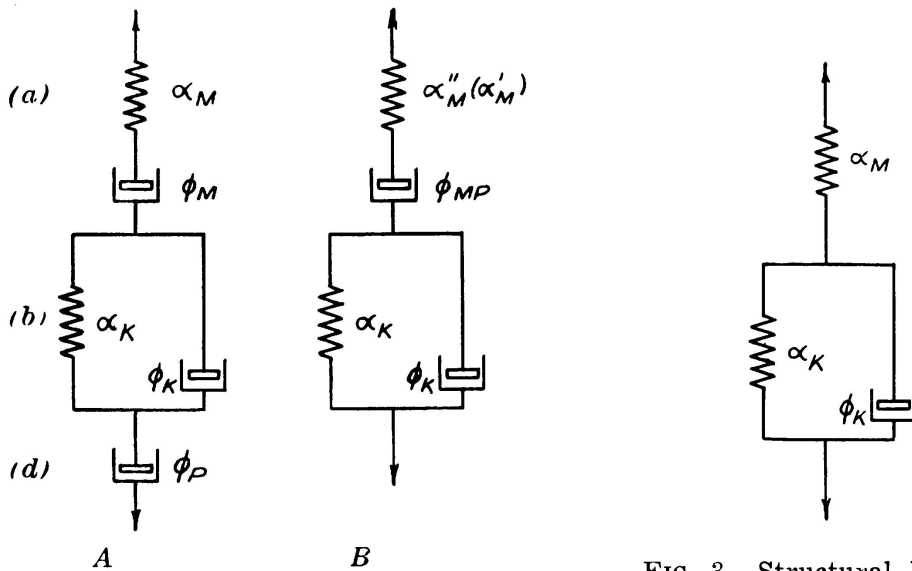 (a)
α_M
φ_M
(b)
α_K
φ_K
(d)
φ_P
A
α''_M(α'_M)
φ_MP
α_K
φ_K
B
α_M
α_K
φ_K
FIG. 3. Structural